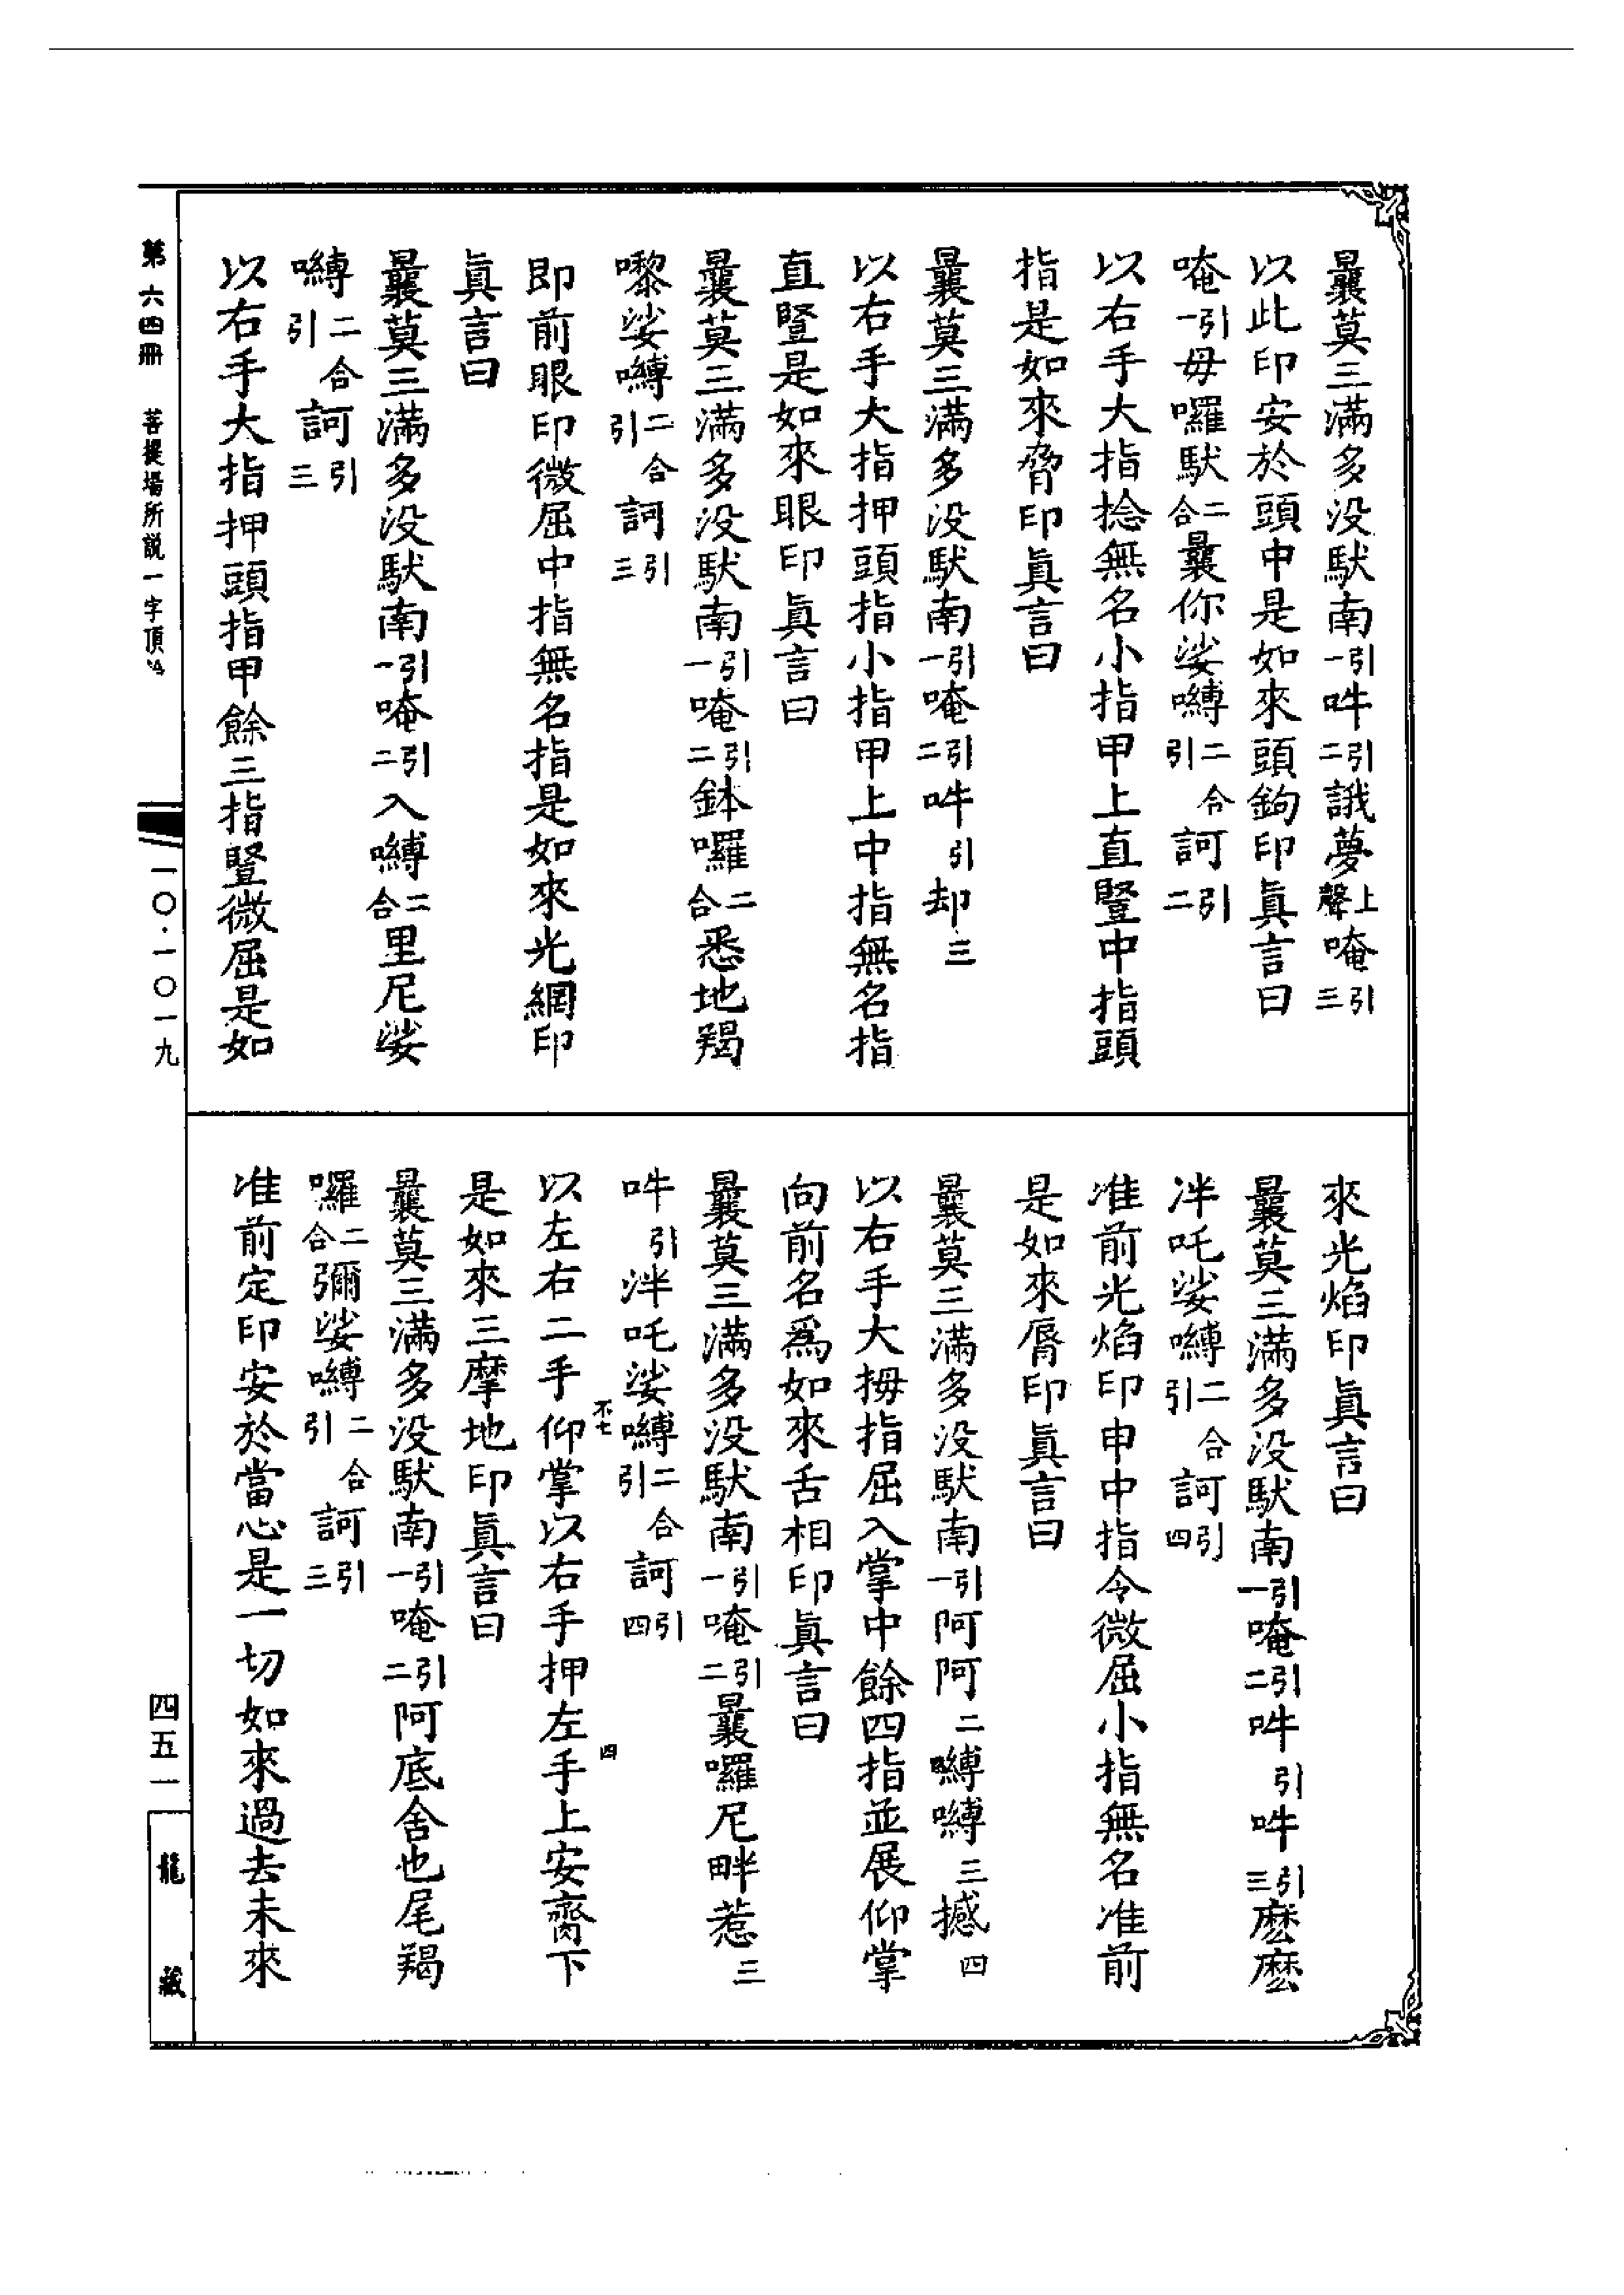 曩莫三滿多没馱南引一吽引二誐夢上聲唵引三
以此印安於頭中是如來頭鉤印眞言曰
唵引一毋囉馱二合曩你娑嚩二合引訶引二
以右手大指捻無名小指甲上直豎中指頭
指是如來脅印眞言曰
曩莫三滿多没馱南引一唵引二吽引却三
以右手大指押頭指小指甲上中指無名指
直豎是如來眼印眞言曰
曩莫三滿多没馱南引一唵引二鉢囉二合悉地羯
嚟娑嚩二合引訶引三
即前眼印微屈中指無名指是如來光網印
眞言曰
曩莫三滿多没馱南引一唵引二入嚩二合里尼娑
嚩二合引訶引三
以右手大指押頭指甲餘三指豎微屈是如
來光焰印眞言曰
曩莫三滿多没馱南引一唵引二吽引吽引三麽麽
泮吒娑嚩二合引訶引四
准前光焰印申中指令微屈小指無名准前
是如來脣印眞言曰
曩莫三滿多没馱南引一阿阿二嚩嚩三撼四
以右手大拇指屈入掌中餘四指並展仰掌
向前名爲如來舌相印眞言曰
曩莫三滿多没馱南引一唵引二曩囉尼畔惹三
吽引泮吒娑嚩二合引訶引四
以左右二手仰掌以右手押左手上安臍下
是如來三摩地印眞言曰
曩莫三滿多没馱南引一唵引二阿底舍也尾羯
囉二合彌娑嚩二合引訶引三
准前定印安於當心是一切如來過去未來
不七
四
第六四冊 菩提場所説一字頂
一〇·一〇一九
四五一
龍藏